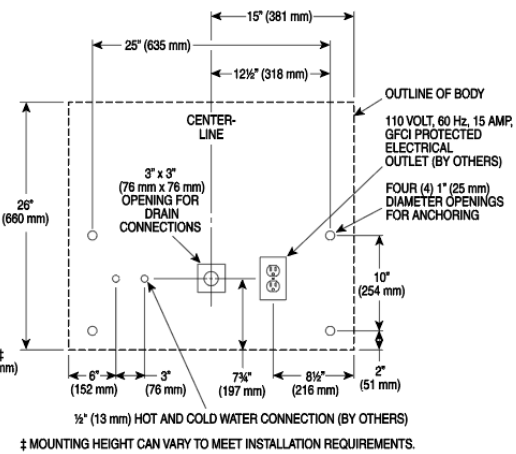 15" (381 mm)
25" (635 mm)
12½" (318 mm)
OUTLINE OF BODY
CENTER-
LINE
110 VOLT, 60 Hz, 15 AMP,
GFCI PROTECTED
ELECTRICAL
OUTLET (BY OTHERS)
3" x 3"
(76 mm x 76 mm)
OPENING FOR
DRAIN
CONNECTIONS
26"
(660 mm)
FOUR (4) 1" (25 mm)
DIAMETER OPENINGS
FOR ANCHORING
10"
(254 mm)
‡
mm)
6"
(152 mm)
3"
(76 mm)
7¾"
(197 mm)
8½"
(216 mm)
2"
(51 mm)
½" (13 mm) HOT AND COLD WATER CONNECTION (BY OTHERS)
‡ MOUNTING HEIGHT CAN VARY TO MEET INSTALLATION REQUIREMENTS.